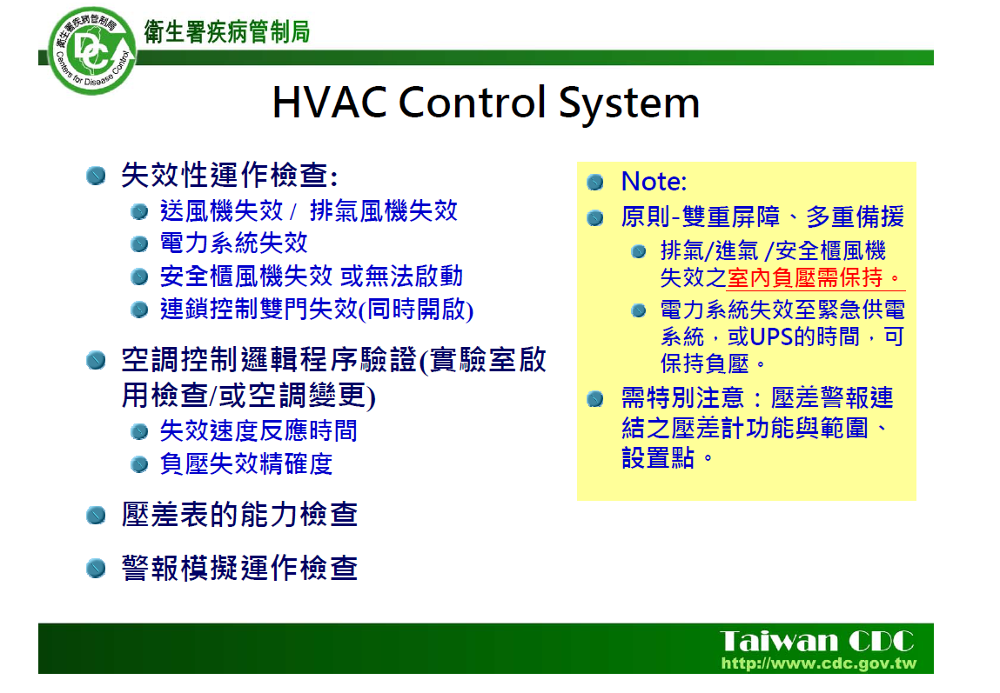 衛生署疾病管制局
衛生署疾病管制局
DC
Centers for Disease Control
HVAC Control System
失效性運作檢查:
送風機失效 / 排氣風機失效
電力系統失效
安全櫃風機失效 或無法啟動
連鎖控制雙門失效(同時開啟)
空調控制邏輯程序驗證(實驗室啟
用檢查/或空調變更)
失效速度反應時間
負壓失效精確度
壓差表的能力檢查
警報模擬運作檢查
Note:
原則-雙重屏障、多重備援
排氣/進氣 /安全櫃風機
失效之室內負壓需保持。
電力系統失效至緊急供電
系統，或UPS的時間，可
保持負壓。
需特別注意：壓差警報連
結之壓差計功能與範圍、
設置點。
Taiwan CDC
http://www.cdc.gov.tw